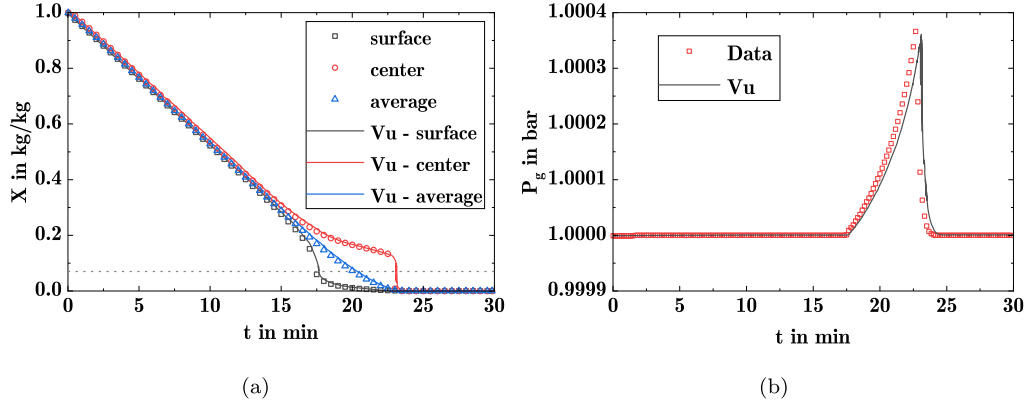 1.0
0.8
0.6
0.4
0.2
0.0
X in kg/kg
0
5
10
15
20
25
30
t in min
surface
center
average
Vu - surface
Vu - center
Vu - average
(a)
1.0004
1.0003
1.0002
1.0001
1.0000
0.9999
P_g in bar
0
5
10
15
20
25
30
t in min
Data
Vu
(b)